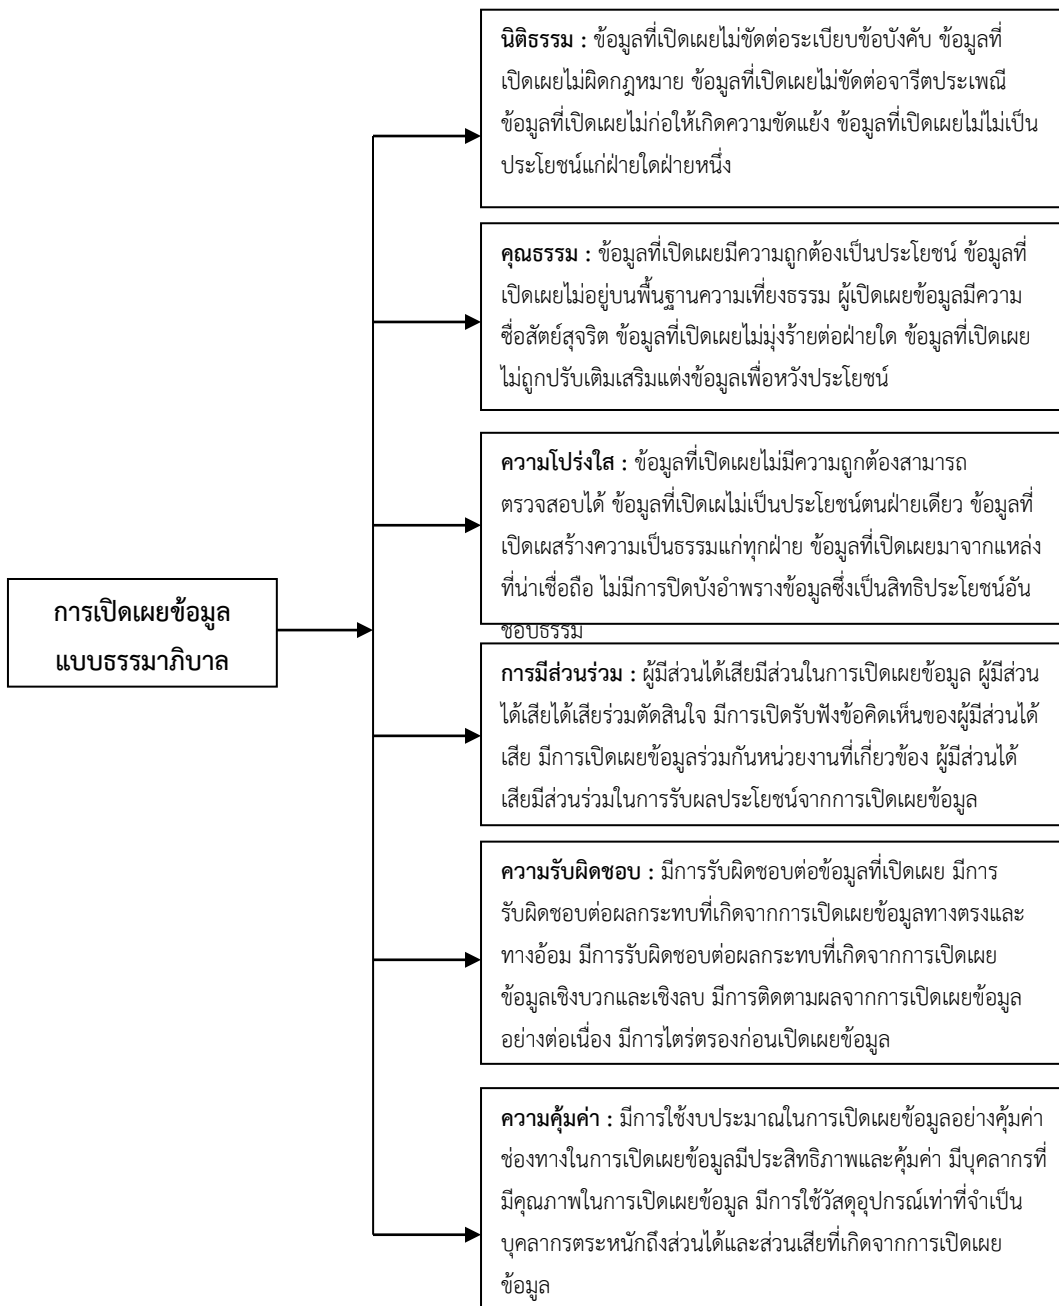 นิติธรรม : ข้อมูลที่เปิดเผยไม่ขัดต่อระเบียบข้อบังคับ ข้อมูลที่
เปิดเผยไม่ผิดกฎหมาย ข้อมูลที่เปิดเผยไม่ขัดต่อจารีตประเพณี
ข้อมูลที่เปิดเผยไม่ก่อให้เกิดความขัดแย้ง ข้อมูลที่เปิดเผยไม่ไม่เป็น
ประโยชน์แก่ฝ่ายใดฝ่ายหนึ่ง
คุณธรรม : ข้อมูลที่เปิดเผยมีความถูกต้องเป็นประโยชน์ ข้อมูลที่
เปิดเผยไม่อยู่บนพื้นฐานความเที่ยงธรรม ผู้เปิดเผยข้อมูลมีความ
ซื่อสัตย์สุจริต ข้อมูลที่เปิดเผยไม่มุ่งร้ายต่อฝ่ายใด ข้อมูลที่เปิดเผย
ไม่ถูกปรับเติมเสริมแต่งข้อมูลเพื่อหวังประโยชน์
ความโปร่งใส : ข้อมูลที่เปิดเผยไม่มีความถูกต้องสามารถ
ตรวจสอบได้ ข้อมูลที่เปิดเผไม่เป็นประโยชน์ตนฝ่ายเดียว ข้อมูลที่
เปิดเผสร้างความเป็นธรรมแก่ทุกฝ่าย ข้อมูลที่เปิดเผยมาจากแหล่ง
ที่น่าเชื่อถือ ไม่มีการปิดบังอำพรางข้อมูลซึ่งเป็นสิทธิประโยชน์อัน
ชอบธรรม
การเปิดเผยข้อมูล
แบบธรรมาภิบาล
การมีส่วนร่วม : ผู้มีส่วนได้เสียมีส่วนในการเปิดเผยข้อมูล ผู้มีส่วน
ได้เสียได้เสียร่วมตัดสินใจ มีการเปิดรับฟังข้อคิดเห็นของผู้มีส่วนได้
เสีย มีการเปิดเผยข้อมูลร่วมกันหน่วยงานที่เกี่ยวข้อง ผู้มีส่วนได้
เสียมีส่วนร่วมในการรับผลประโยชน์จากการเปิดเผยข้อมูล
ความรับผิดชอบ : มีการรับผิดชอบต่อข้อมูลที่เปิดเผย มีการ
รับผิดชอบต่อผลกระทบที่เกิดจากการเปิดเผยข้อมูลทางตรงและ
ทางอ้อม มีการรับผิดชอบต่อผลกระทบที่เกิดจากการเปิดเผย
ข้อมูลเชิงบวกและเชิงลบ มีการติดตามผลจากการเปิดเผยข้อมูล
อย่างต่อเนื่อง มีการไตร่ตรองก่อนเปิดเผยข้อมูล
ความคุ้มค่า : มีการใช้งบประมาณในการเปิดเผยข้อมูลอย่างคุ้มค่า
ช่องทางในการเปิดเผยข้อมูลมีประสิทธิภาพและคุ้มค่า มีบุคลากรที่
มีคุณภาพในการเปิดเผยข้อมูล มีการใช้วัสดุอุปกรณ์เท่าที่จำเป็น
บุคลากรตระหนักถึงส่วนได้และส่วนเสียที่เกิดจากการเปิดเผย
ข้อมูล